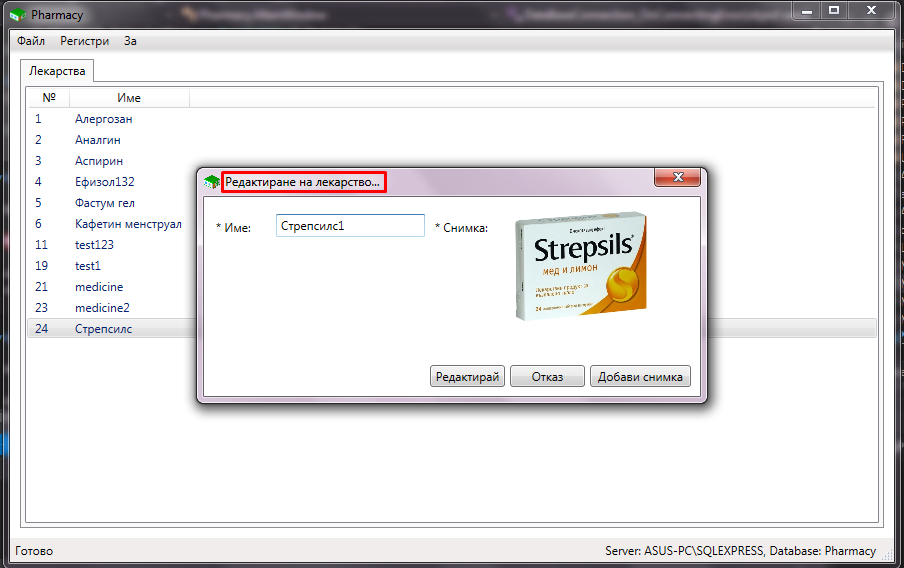 Pharmacy
Файл Регистри За
Лекарства
№ Име
1 Алергозан
2 Аналгин
3 Аспирин
4 Ефизол132
5 Фастум гел
6 Кафетин менструал
11 test123
19 test1
21 medicine
23 medicine2
24 Стрепсилс
Редактиране на лекарство...
* Име: Стрепсилс1 * Снимка:
Strepsils
мед и лимон
Редактирай Отказ Добави снимка
Готово Server: ASUS-PC\SQLEXPRESS, Database: Pharmacy